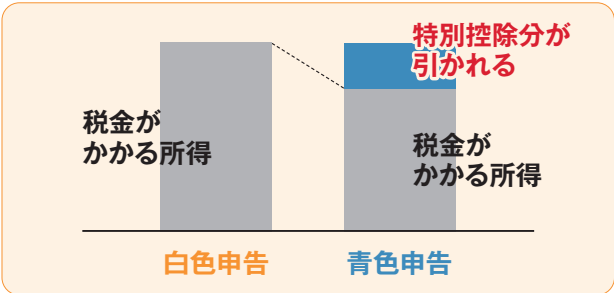 特別控除分が
引かれる
税金が
かかる所得
税金が
かかる所得
白色申告
青色申告